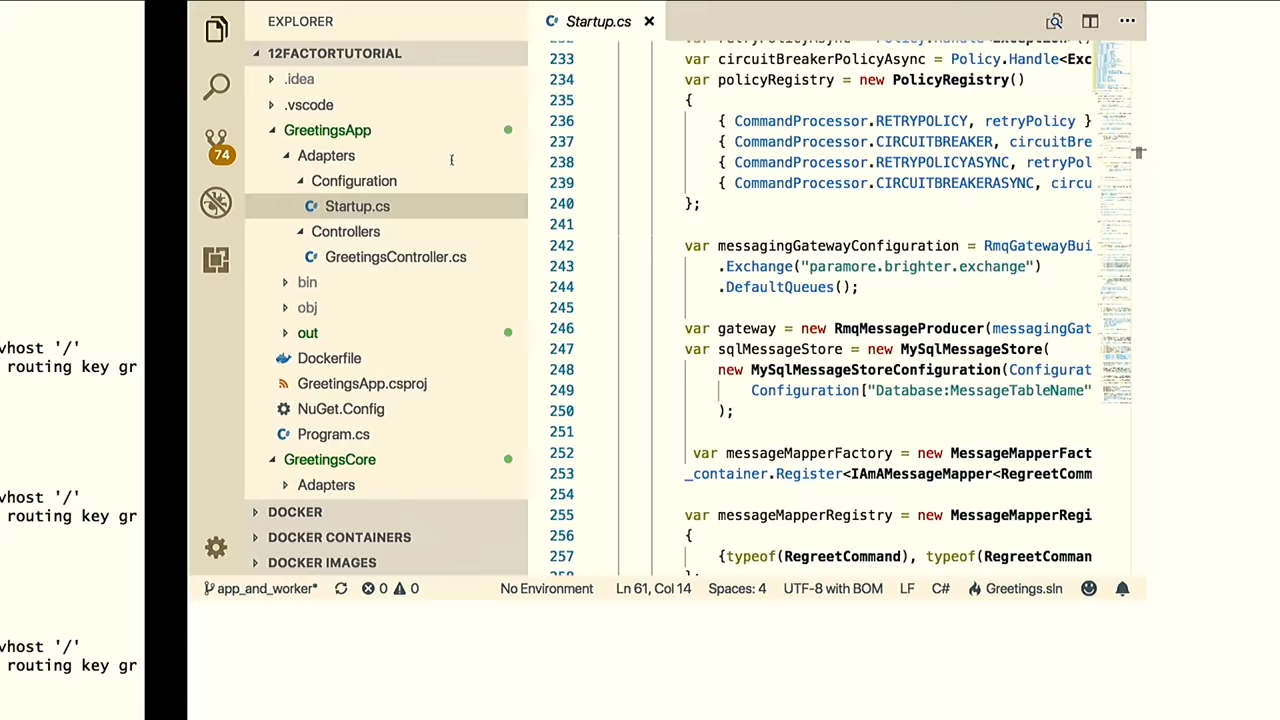 vhost '/'
routing key gr
vhost '/'
routing key gr
vhost '/'
routing key gr
EXPLORER
12FACTORTUTORIAL
.idea
.vscode
GreetingsApp
Adapters
Configuration
Startup.cs
Controllers
GreetingsController.cs
bin
obj
out
Dockerfile
GreetingsApp.csproj
NuGet.Config
Program.cs
GreetingsCore
Adapters
DOCKER
DOCKER CONTAINERS
DOCKER IMAGES
74
Startup.cs
233 var circuitBreakerPolicyAsync = Policy.Handle<Exc
234 var policyRegistry = new PolicyRegistry()
235 {
236 { CommandProcessor.RETRYPOLICY, retryPolicy }
237 { CommandProcessor.CIRCUITBREAKER, circuitBre
238 { CommandProcessor.RETRYPOLICYASYNC, retryPol
239 { CommandProcessor.CIRCUITBREAKERASYNC, circu
240 };
241
242 var messagingGatewayConfiguration = RmqGatewayBui
243 .Exchange("paramore.brighter.exchange")
244 .DefaultQueues();
245
246 var gateway = new RmqMessageProducer(messagingGat
247 var sqlMessageStore = new MySqlMessageStore(
248 new MySqlMessageStoreConfiguration(Configurat
249 Configuration["Database:MessageTableName"
250 );
251
252 var messageMapperFactory = new MessageMapperFact
253 _container.Register<IAmAMessageMapper<RegreetComm
254
255 var messageMapperRegistry = new MessageMapperRegi
256 {
257 {typeof(RegreetCommand), typeof(RegreetComman
app_and_worker* 0 0 No Environment Ln 61, Col 14 Spaces: 4 UTF-8 with BOM LF C# Greetings.sln